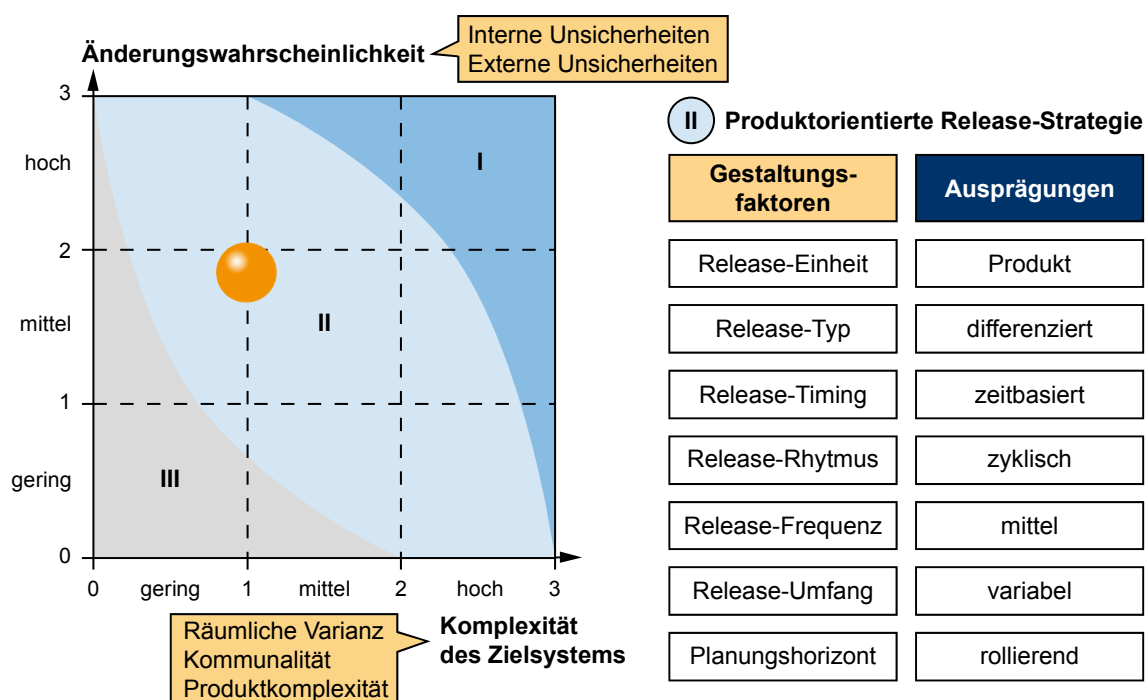 Änderungswahrscheinlichkeit
Interne Unsicherheiten
Externe Unsicherheiten
3
hoch
2
mittel
1
gering
0
I
II
III
0
gering
1
mittel
2
hoch
3
Räumliche Varianz
Kommunalität
Produktkomplexität
Komplexität
des Zielsystems
II Produktorientierte Release-Strategie
Gestaltungs-
faktoren
Ausprägungen
Release-Einheit
Produkt
Release-Typ
differenziert
Release-Timing
zeitbasiert
Release-Rhytmus
zyklisch
Release-Frequenz
mittel
Release-Umfang
variabel
Planungshorizont
rollierend